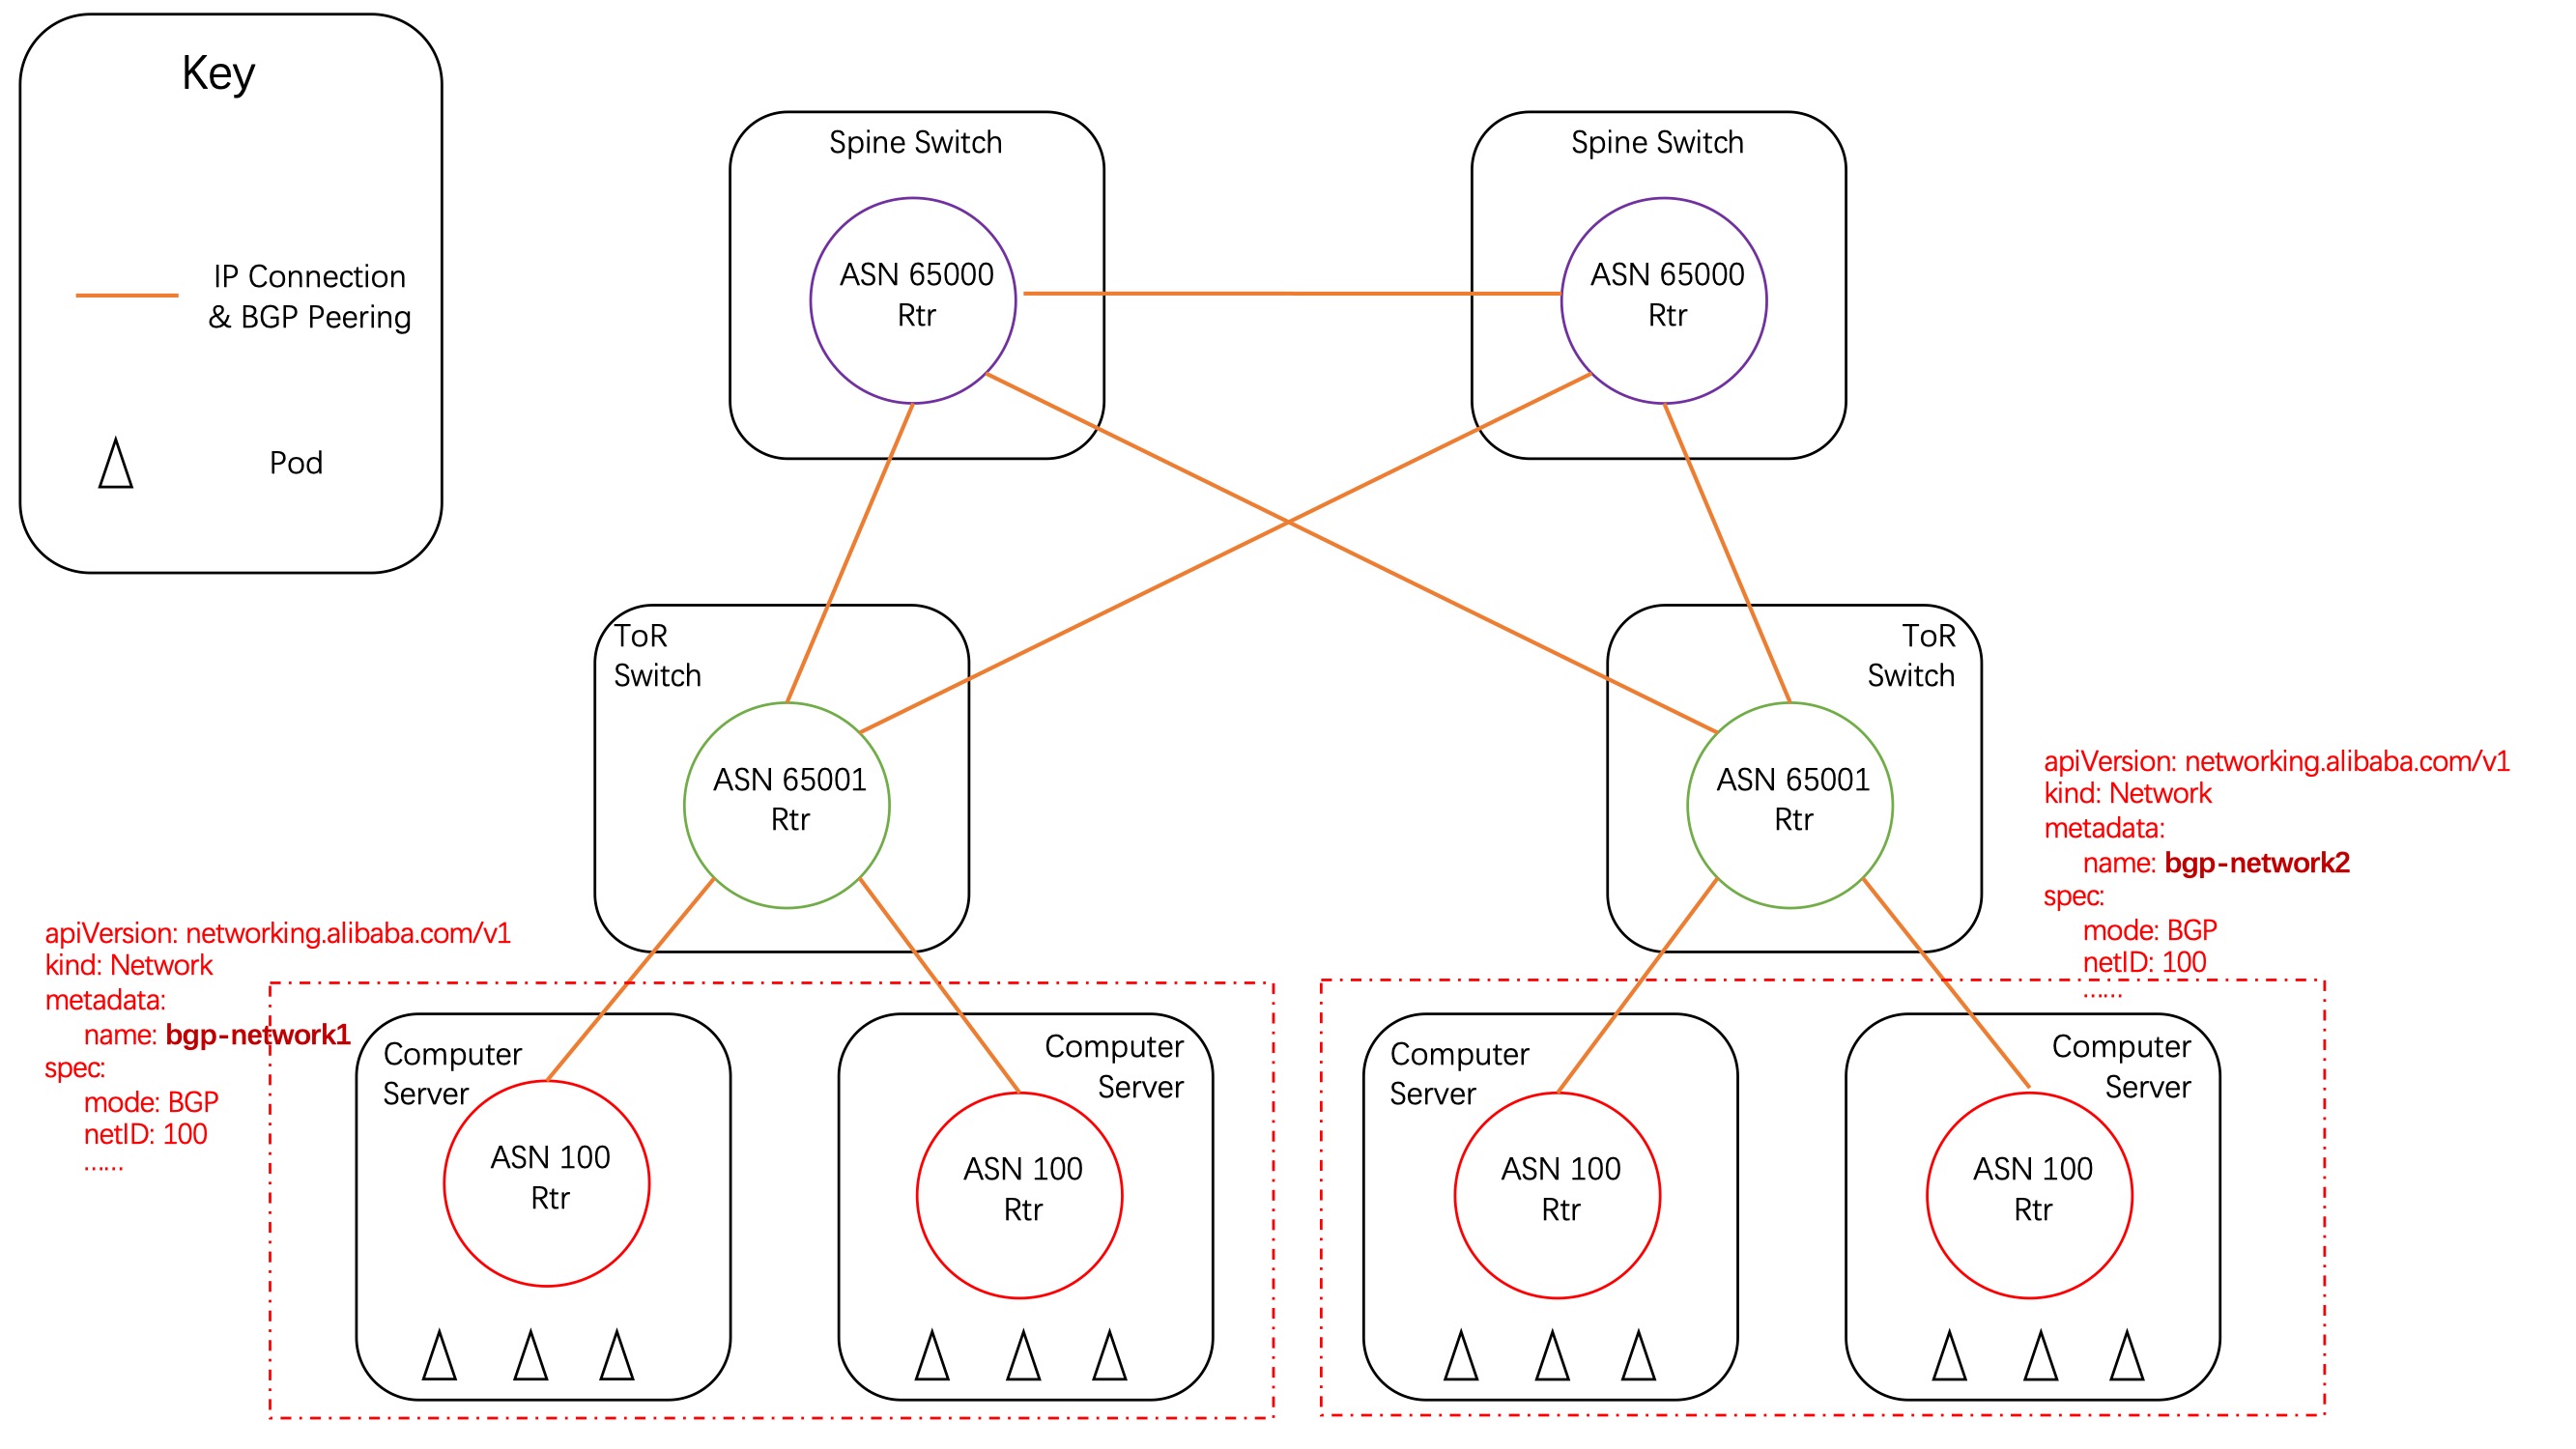 Key
IP Connection
& BGP Peering
Pod
Spine Switch
ASN 65000
Rtr
Spine Switch
ASN 65000
Rtr
ToR
Switch
ASN 65001
Rtr
ToR
Switch
ASN 65001
Rtr
apiVersion: networking.alibaba.com/v1
kind: Network
metadata:
name: bgp-network1
spec:
mode: BGP
netID: 100
……
apiVersion: networking.alibaba.com/v1
kind: Network
metadata:
name: bgp-network2
spec:
mode: BGP
netID: 100
……
Computer
Server
ASN 100
Rtr
Computer
Server
ASN 100
Rtr
Computer
Server
ASN 100
Rtr
Computer
Server
ASN 100
Rtr